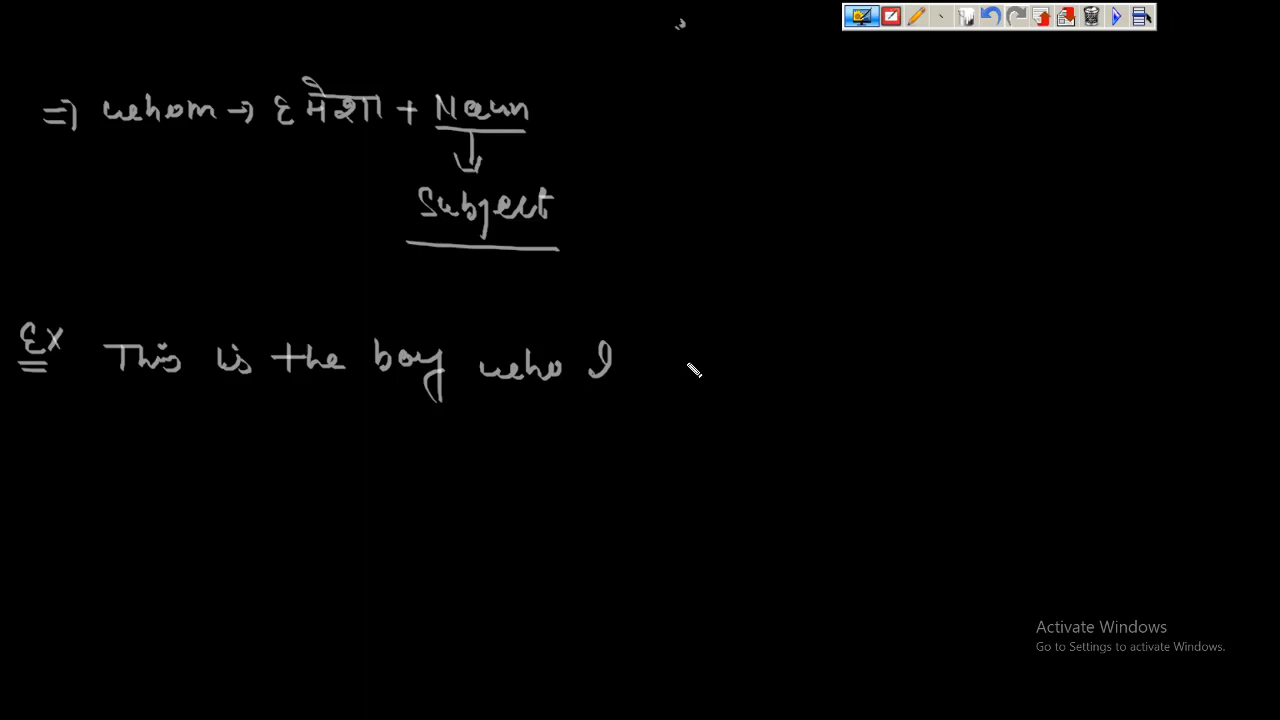 => whom → हमेशा + Noun
↓
Subject
Ex This is the boy who I
Activate Windows
Go to Settings to activate Windows.